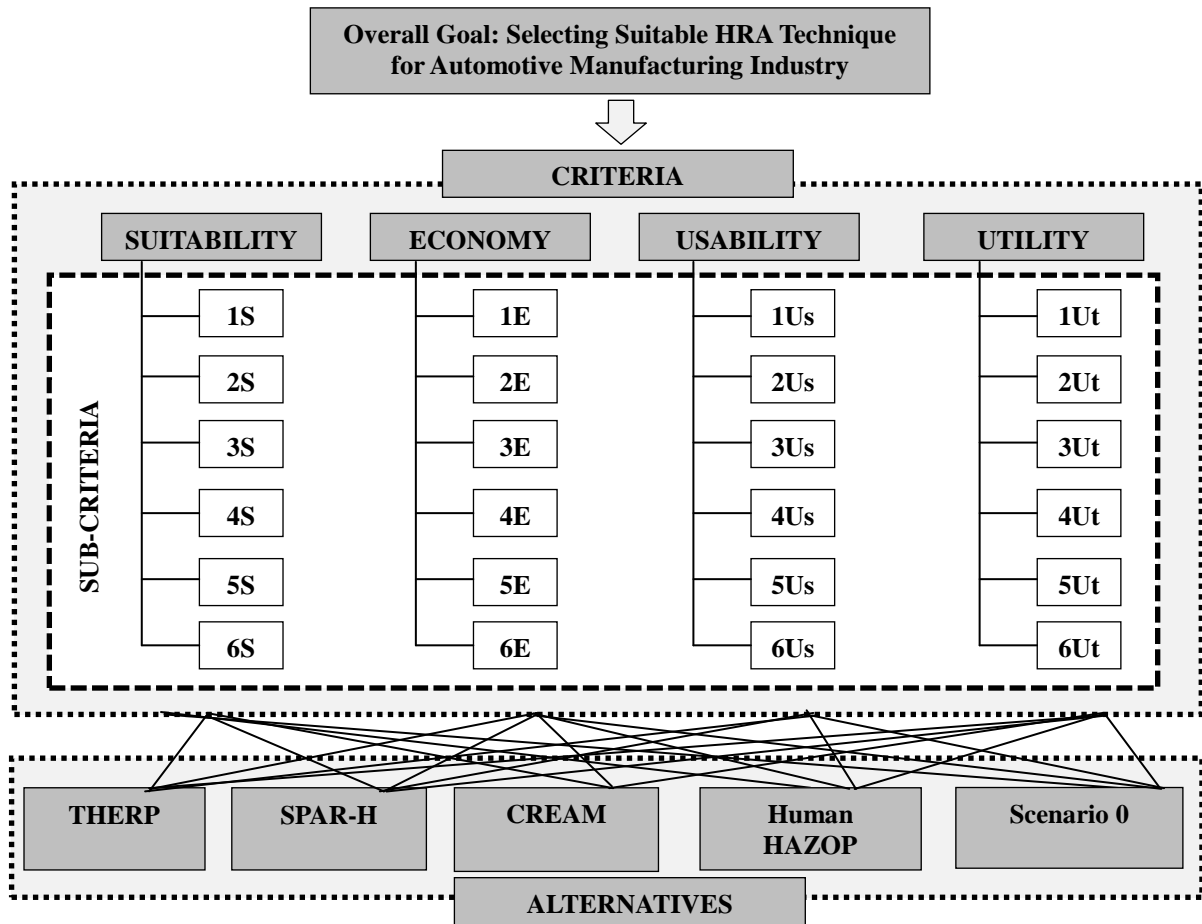 Overall Goal: Selecting Suitable HRA Technique
for Automotive Manufacturing Industry
CRITERIA
SUITABILITY
ECONOMY
USABILITY
UTILITY
SUB-CRITERIA
1S
1E
1Us
1Ut
2S
2E
2Us
2Ut
3S
3E
3Us
3Ut
4S
4E
4Us
4Ut
5S
5E
5Us
5Ut
6S
6E
6Us
6Ut
THERP
SPAR-H
CREAM
Human
HAZOP
Scenario 0
ALTERNATIVES